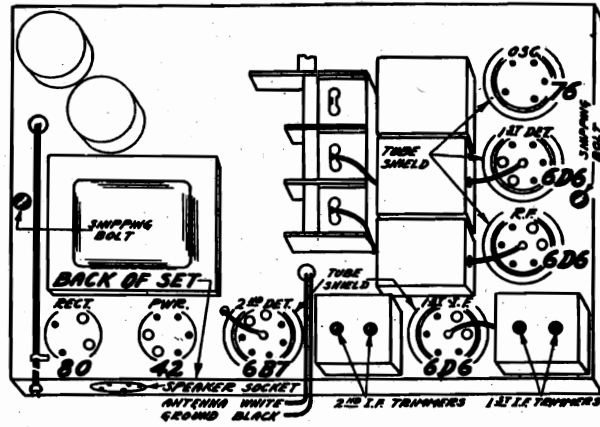 OSC.
76
SHIPPING
BOLT
1ST DET.
TUBE
SHIELD
6D6
R.F.
6D6
SHIPPING
BOLT
BACK OF SET
TUBE
SHIELD
RECT.
80
PWR.
42
2ND DET.
6B7
1ST I.F.
6D6
SPEAKER SOCKET
ANTENNA WHITE
GROUND BLACK
2ND I.F. TRIMMERS
1ST I.F. TRIMMERS